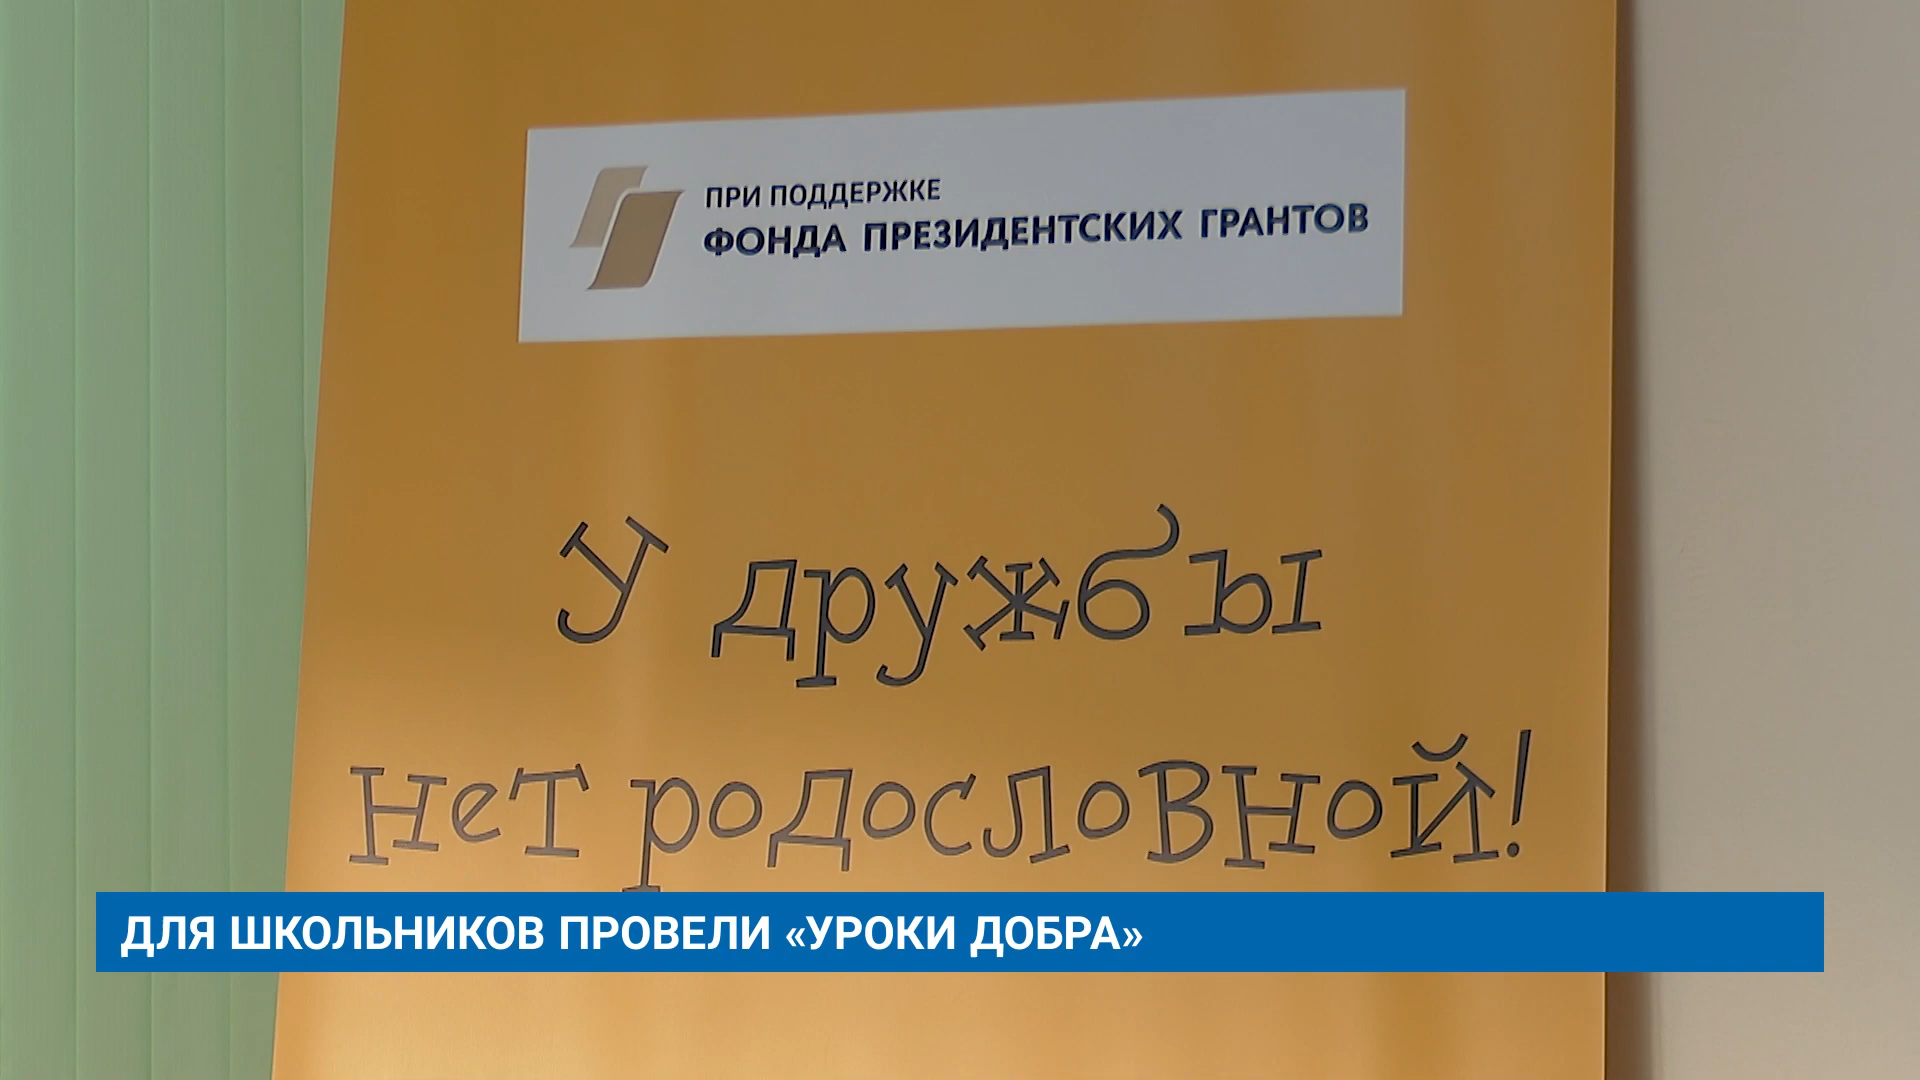 ПРИ ПОДДЕРЖКЕ
ФОНДА ПРЕЗИДЕНТСКИХ ГРАНТОВ
У дружбы
нет родословной!
ДЛЯ ШКОЛЬНИКОВ ПРОВЕЛИ «УРОКИ ДОБРА»